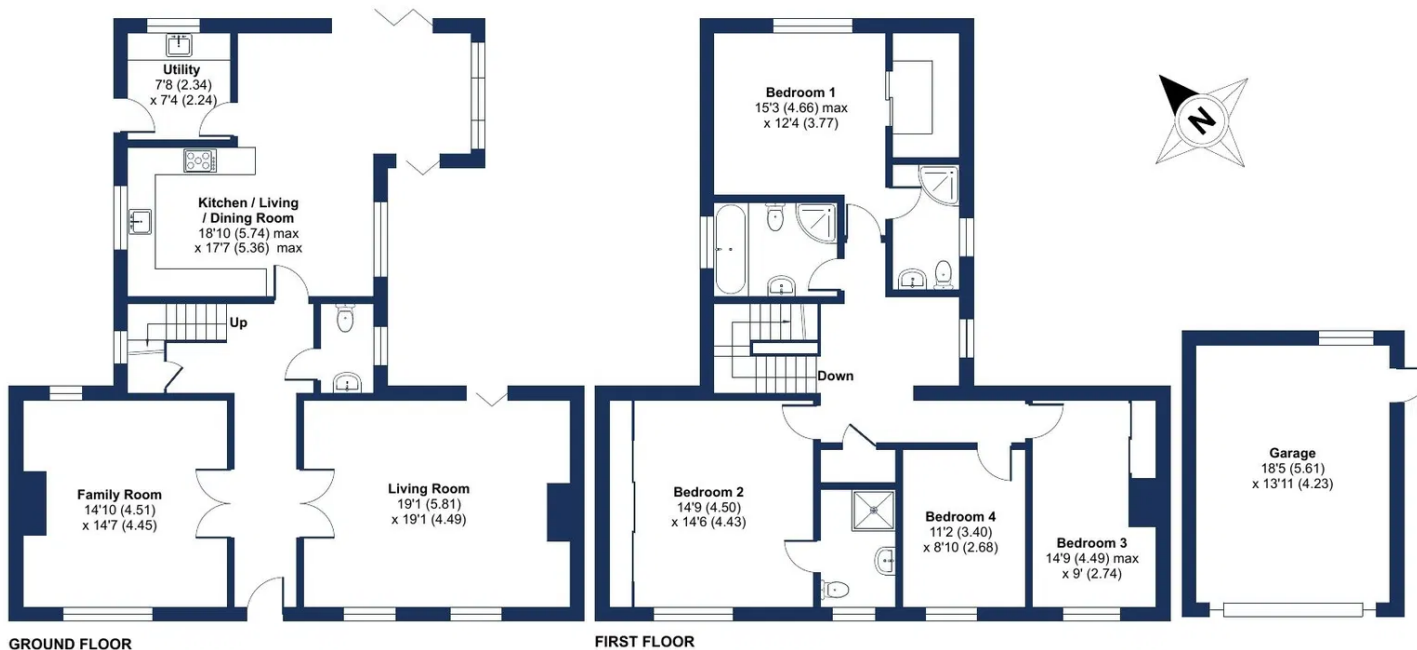 Utility
7'8 (2.34)
x 7'4 (2.24)
Kitchen / Living
/ Dining Room
18'10 (5.74) max
x 17'7 (5.36) max
Up
Family Room
14'10 (4.51)
x 14'7 (4.45)
Living Room
19'1 (5.81)
x 19'1 (4.49)
GROUND FLOOR
Bedroom 1
15'3 (4.66) max
x 12'4 (3.77)
Down
Bedroom 2
14'9 (4.50)
x 14'6 (4.43)
Bedroom 4
11'2 (3.40)
x 8'10 (2.68)
Bedroom 3
14'9 (4.49) max
x 9' (2.74)
FIRST FLOOR
N
Garage
18'5 (5.61)
x 13'11 (4.23)